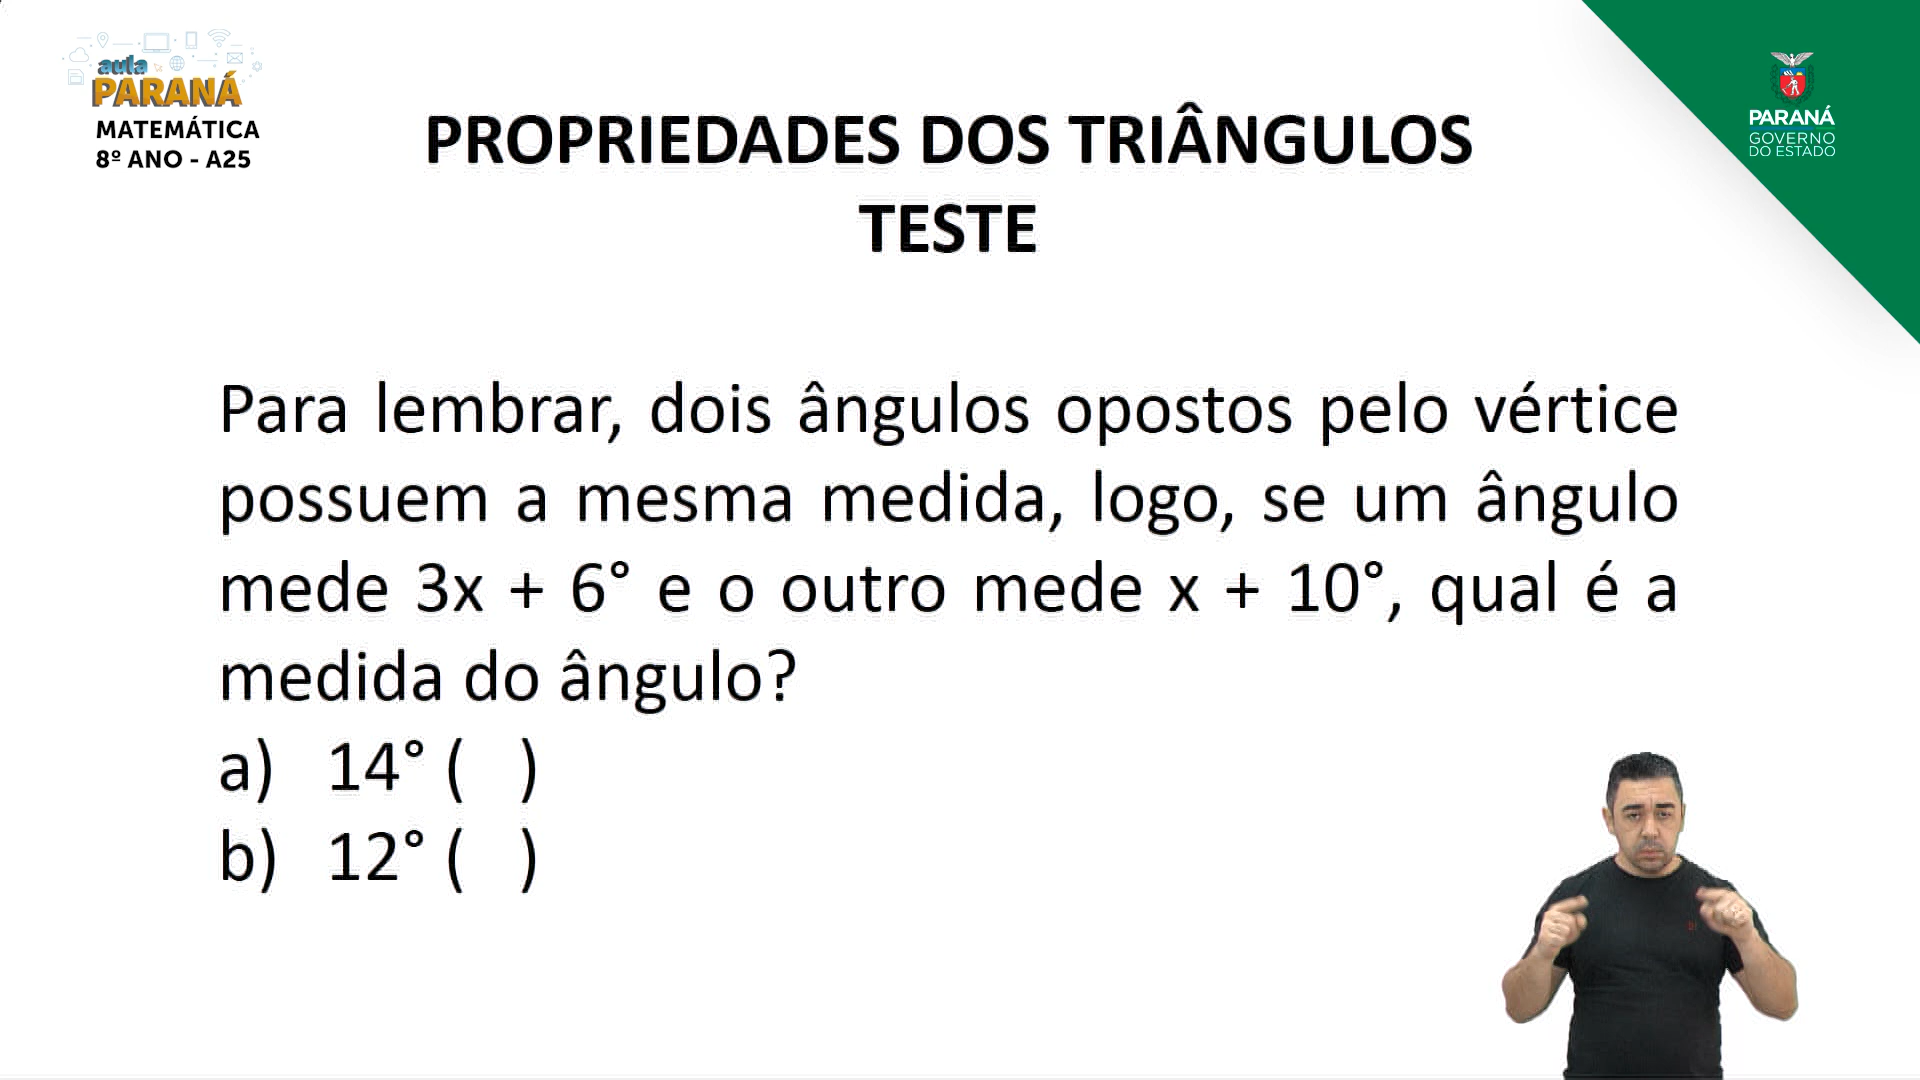 aula
PARANÁ
MATEMÁTICA
8º ANO - A25
PROPRIEDADES DOS TRIÂNGULOS
TESTE
PARANÁ
GOVERNO
DO ESTADO
Para lembrar, dois ângulos opostos pelo vértice
possuem a mesma medida, logo, se um ângulo
mede 3x + 6° e o outro mede x + 10°, qual é a
medida do ângulo?
a) 14° ( )
b) 12° ( )